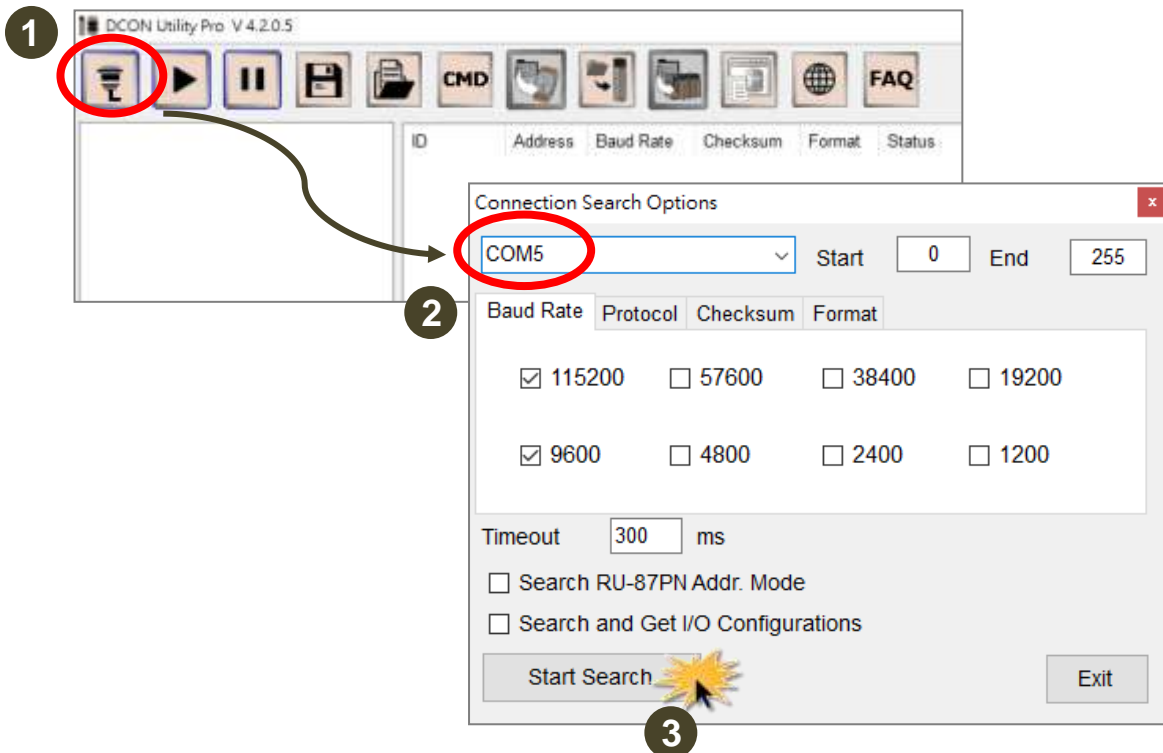 1
DCON Utility Pro V 4.2.0.5
CMD
FAQ
ID Address Baud Rate Checksum Format Status
Connection Search Options
x
COM5 Start 0 End 255
2
Baud Rate Protocol Checksum Format
115200 57600 38400 19200
9600 4800 2400 1200
Timeout 300 ms
Search RU-87PN Addr. Mode
Search and Get I/O Configurations
Start Search Exit
3